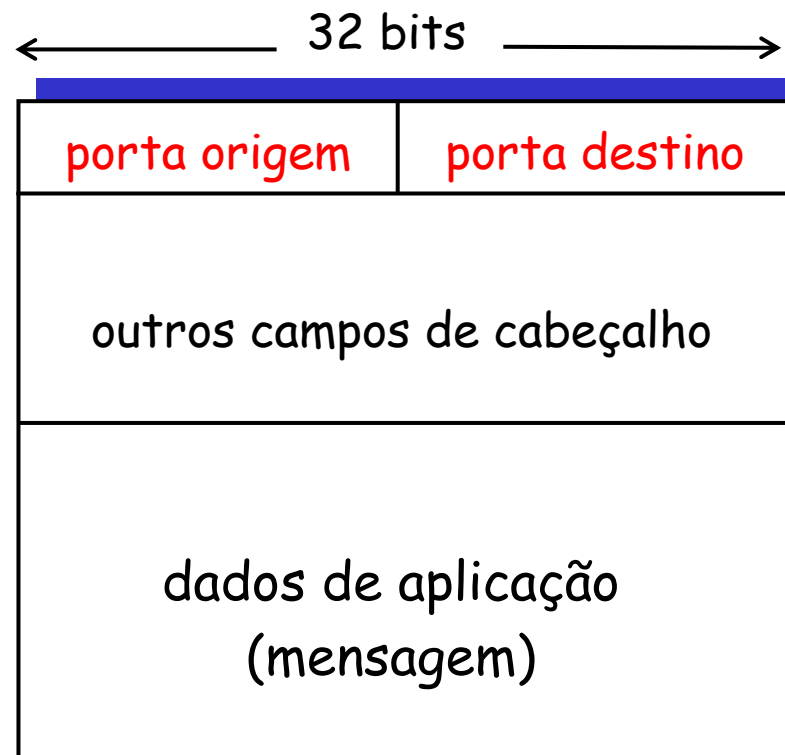 32 bits
porta origem
porta destino
outros campos de cabeçalho
dados de aplicação
(mensagem)